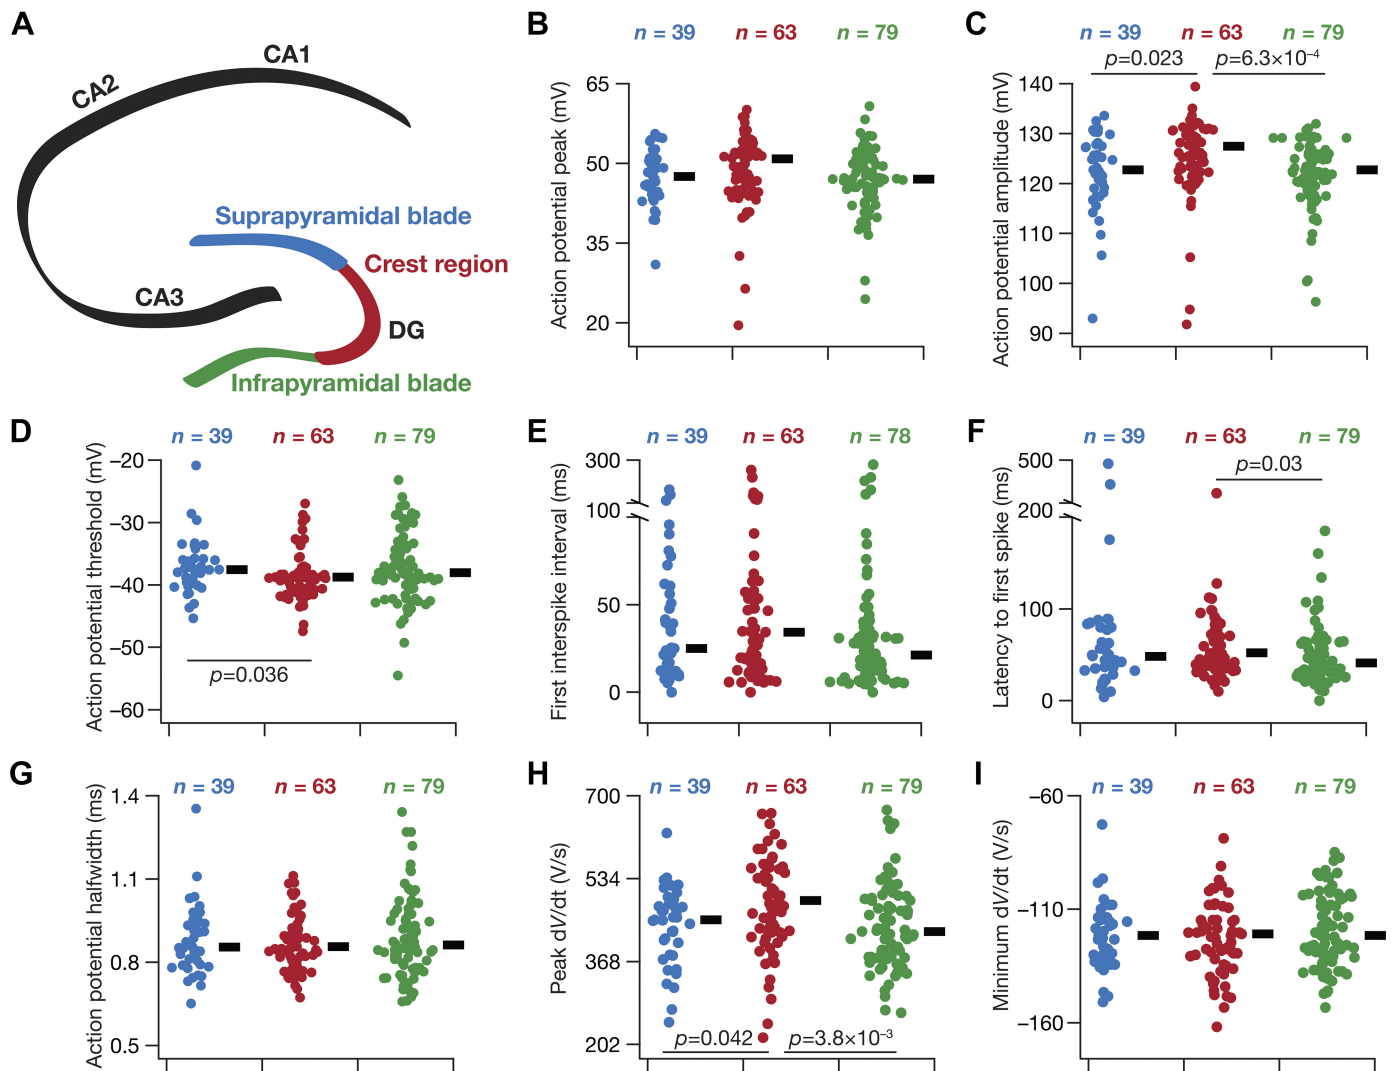 A
CA1
CA2
Suprapyramidal blade
Crest region
CA3
DG
Infrapyramidal blade
B
n = 39
n = 63
n = 79
Action potential peak (mV)
65
50
35
20
C
n = 39
n = 63
n = 79
p=0.023
p=6.3×10⁻⁴
Action potential amplitude (mV)
140
130
120
110
100
90
D
n = 39
n = 63
n = 79
Action potential threshold (mV)
−20
−30
−40
−50
−60
p=0.036
E
n = 39
n = 63
n = 78
First interspike interval (ms)
300
100
50
0
F
n = 39
n = 63
n = 79
p=0.03
Latency to first spike (ms)
500
200
100
0
G
n = 39
n = 63
n = 79
Action potential halfwidth (ms)
1.4
1.1
0.8
0.5
H
n = 39
n = 63
n = 79
Peak dV/dt (V/s)
700
534
368
202
p=0.042
p=3.8×10⁻³
I
n = 39
n = 63
n = 79
Minimum dV/dt (V/s)
−60
−110
−160